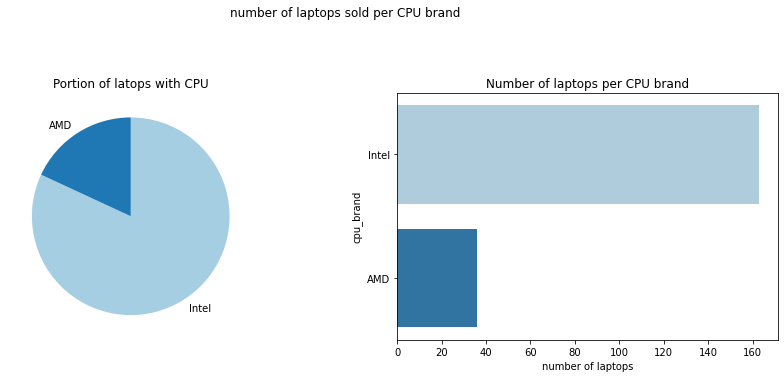 number of laptops sold per CPU brand
Portion of latops with CPU
AMD
Intel
Number of laptops per CPU brand
cpu_brand
Intel
AMD
0 20 40 60 80 100 120 140 160
number of laptops